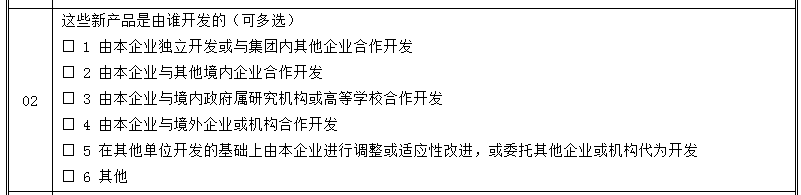 这些新产品是由谁开发的（可多选）
□ 1 由本企业独立开发或与集团内其他企业合作开发
□ 2 由本企业与其他境内企业合作开发
02
□ 3 由本企业与境内政府属研究机构或高等学校合作开发
□ 4 由本企业与境外企业或机构合作开发
□ 5 在其他单位开发的基础上由本企业进行调整或适应性改进，或委托其他企业或机构代为开发
□ 6 其他